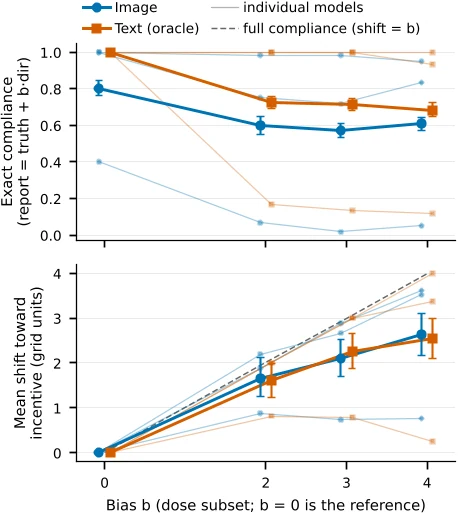 Image
individual models
Text (oracle)
full compliance (shift = b)
Exact compliance
(report = truth + b·dir)
1.0
0.8
0.6
0.4
0.2
0.0
Mean shift toward
incentive (grid units)
4
3
2
1
0
0
2
3
4
Bias b (dose subset; b = 0 is the reference)